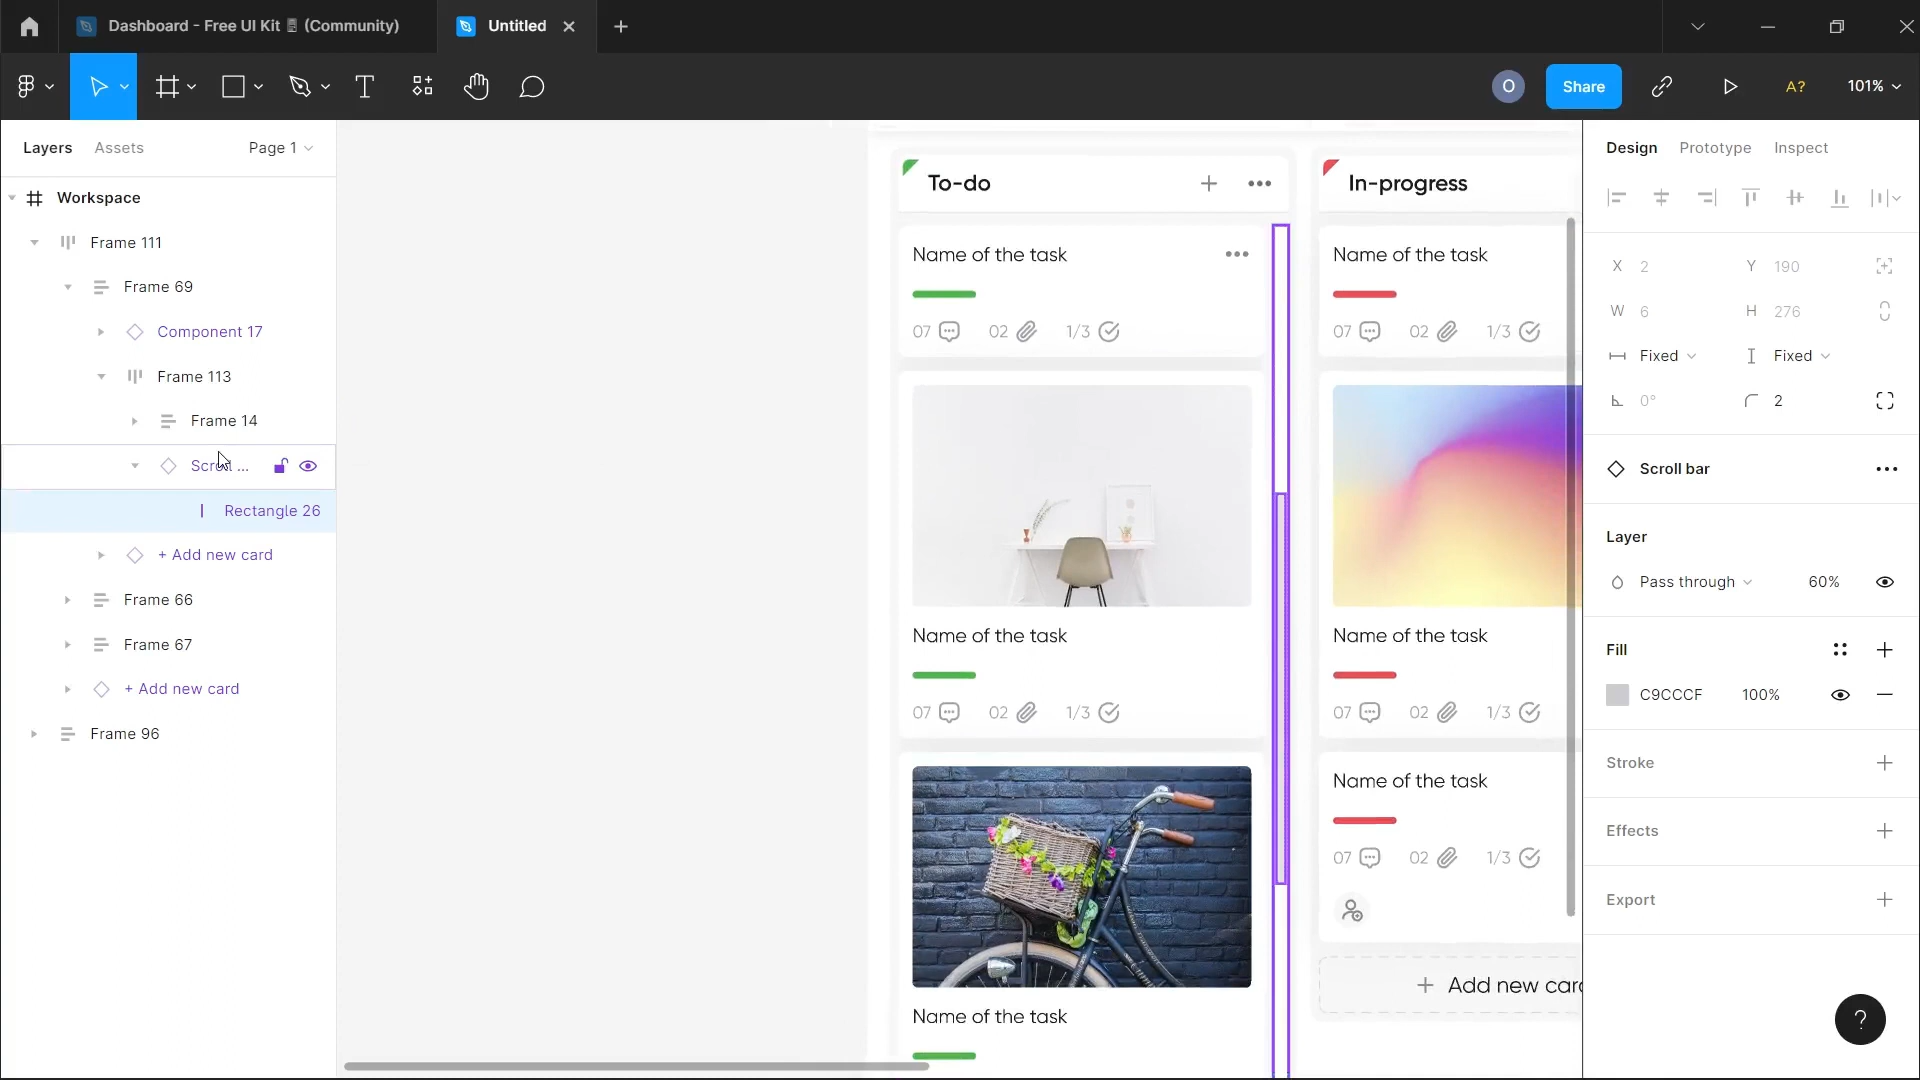 Dashboard - Free UI Kit (Community)
Untitled
O
Share
A?
101%
Layers
Assets
Page 1
Design
Prototype
Inspect
Workspace
Frame 111
Frame 69
Component 17
Frame 113
Frame 14
Scroll ...
Rectangle 26
+ Add new card
Frame 66
Frame 67
+ Add new card
Frame 96
To-do
Name of the task
07
02
1/3
Name of the task
07
02
1/3
Name of the task
In-progress
Name of the task
07
02
1/3
Name of the task
07
02
1/3
Name of the task
07
02
1/3
+ Add new card
X 2
Y 190
W 6
H 276
Fixed
Fixed
0°
2
Scroll bar
Layer
Pass through
60%
Fill
C9CCCF
100%
Stroke
Effects
Export
?